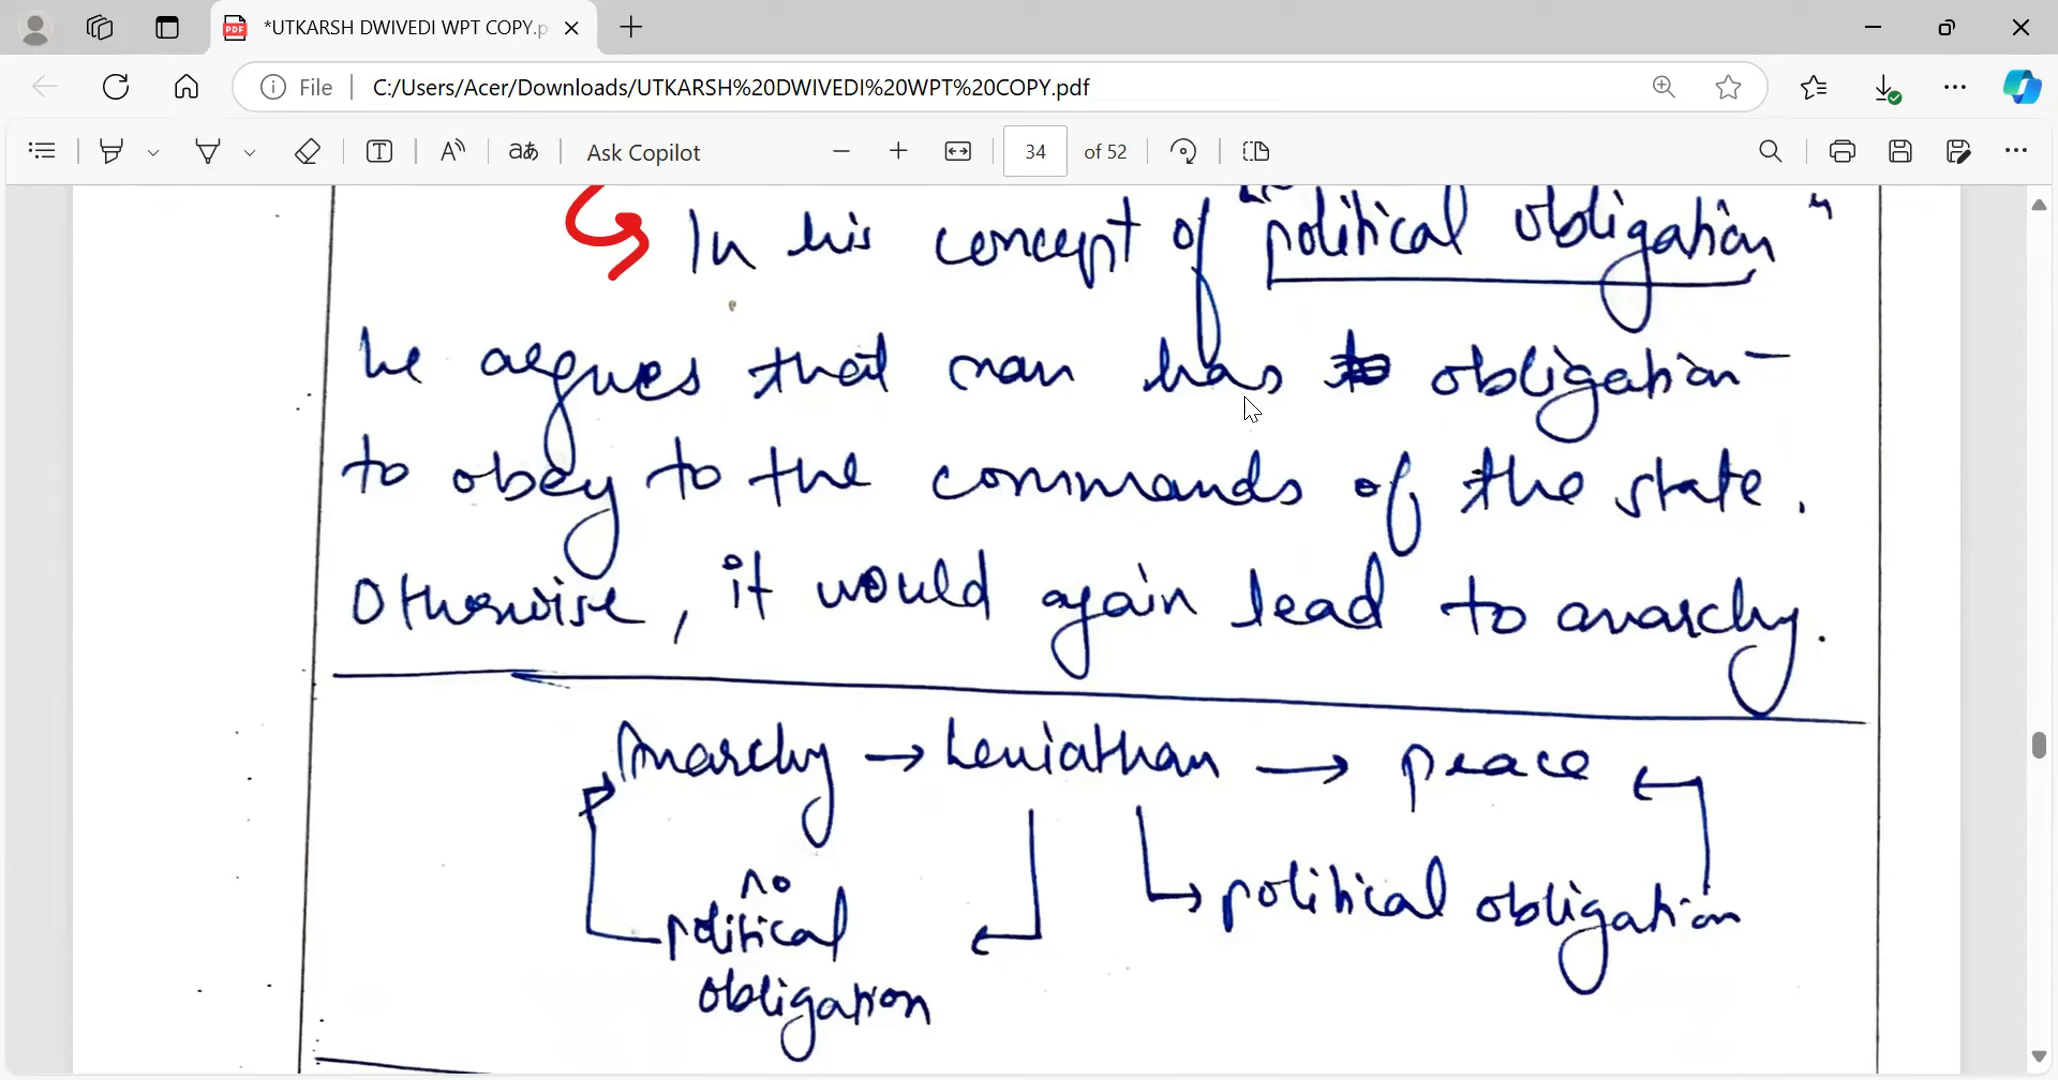 *UTKARSH DWIVEDI WPT COPY.p
File
C:/Users/Acer/Downloads/UTKARSH%20DWIVEDI%20WPT%20COPY.pdf
Ask Copilot
34 of 52
In his concept of "political obligation"
he argues that man has obligation
to obey to the commands of the state.
Otherwise, it would again lead to anarchy.
Anarchy → Leviathan → peace
no
political
obligation
political obligation